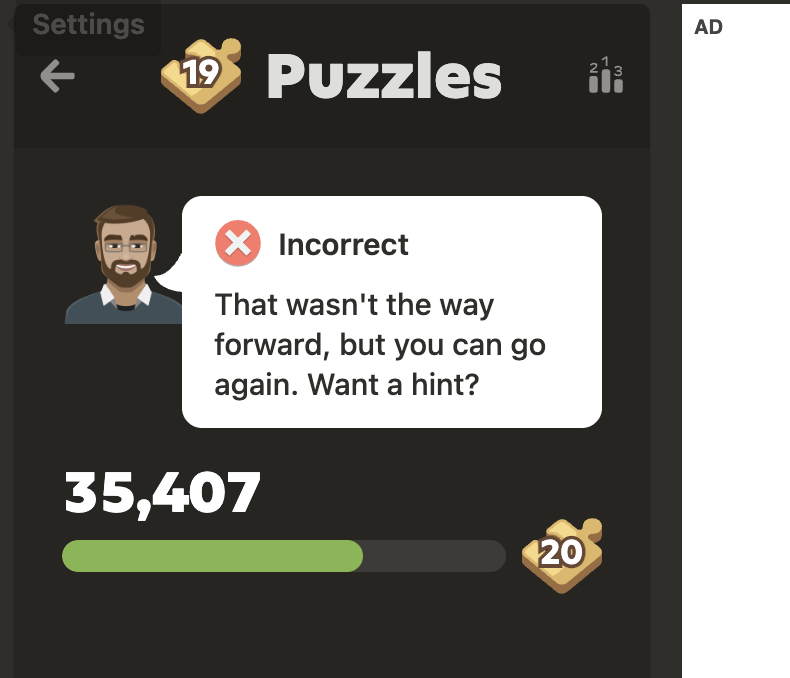 Settings
19 Puzzles
2 1 3
AD
Incorrect
That wasn't the way
forward, but you can go
again. Want a hint?
35,407
20